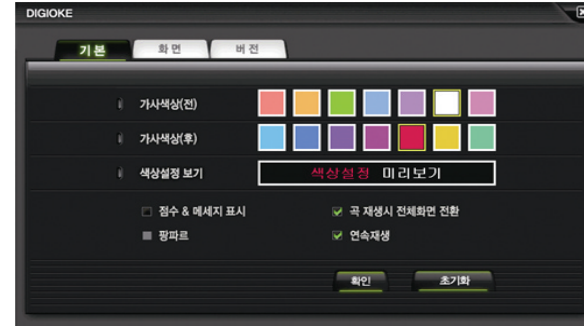 DIGIOKE
기본 화면 버전
가사색상(전)
가사색상(후)
색상설정 보기 색상설정 미리보기
점수 & 메세지 표시 곡 재생시 전체화면 전환
팡파르 연속재생
확인 초기화